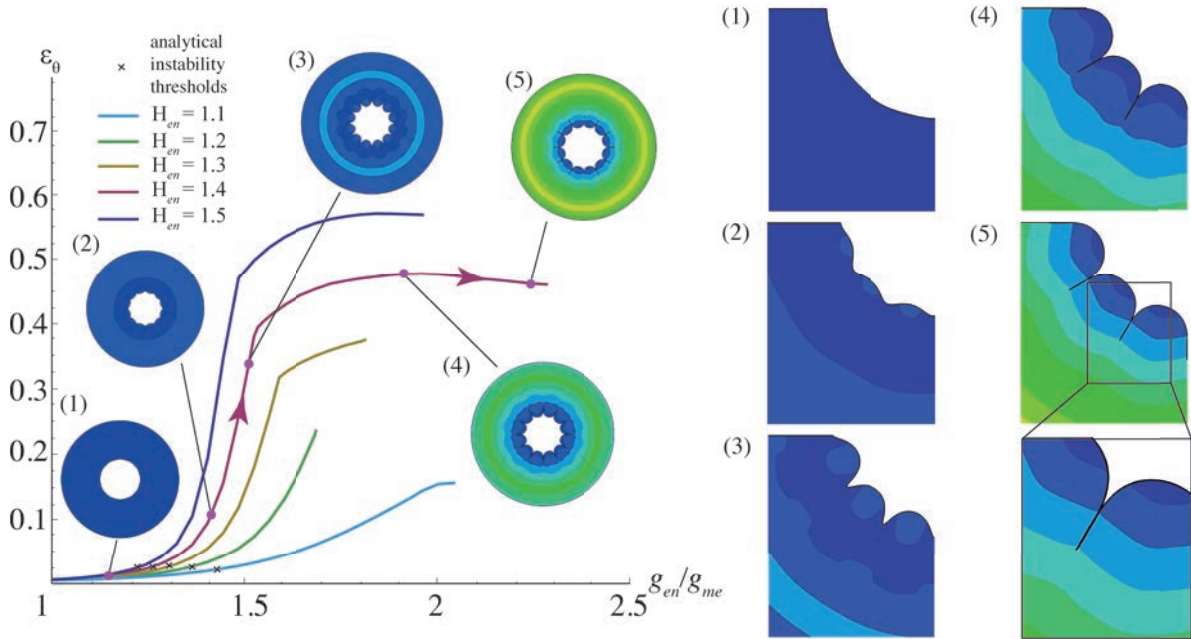 ε_θ
0.7
0.6
0.5
0.4
0.3
0.2
0.1
1
1.5
2
2.5
g_en/g_me
analytical
× instability
thresholds
H_en = 1.1
H_en = 1.2
H_en = 1.3
H_en = 1.4
H_en = 1.5
(1)
(2)
(3)
(4)
(5)
(1)
(2)
(3)
(4)
(5)